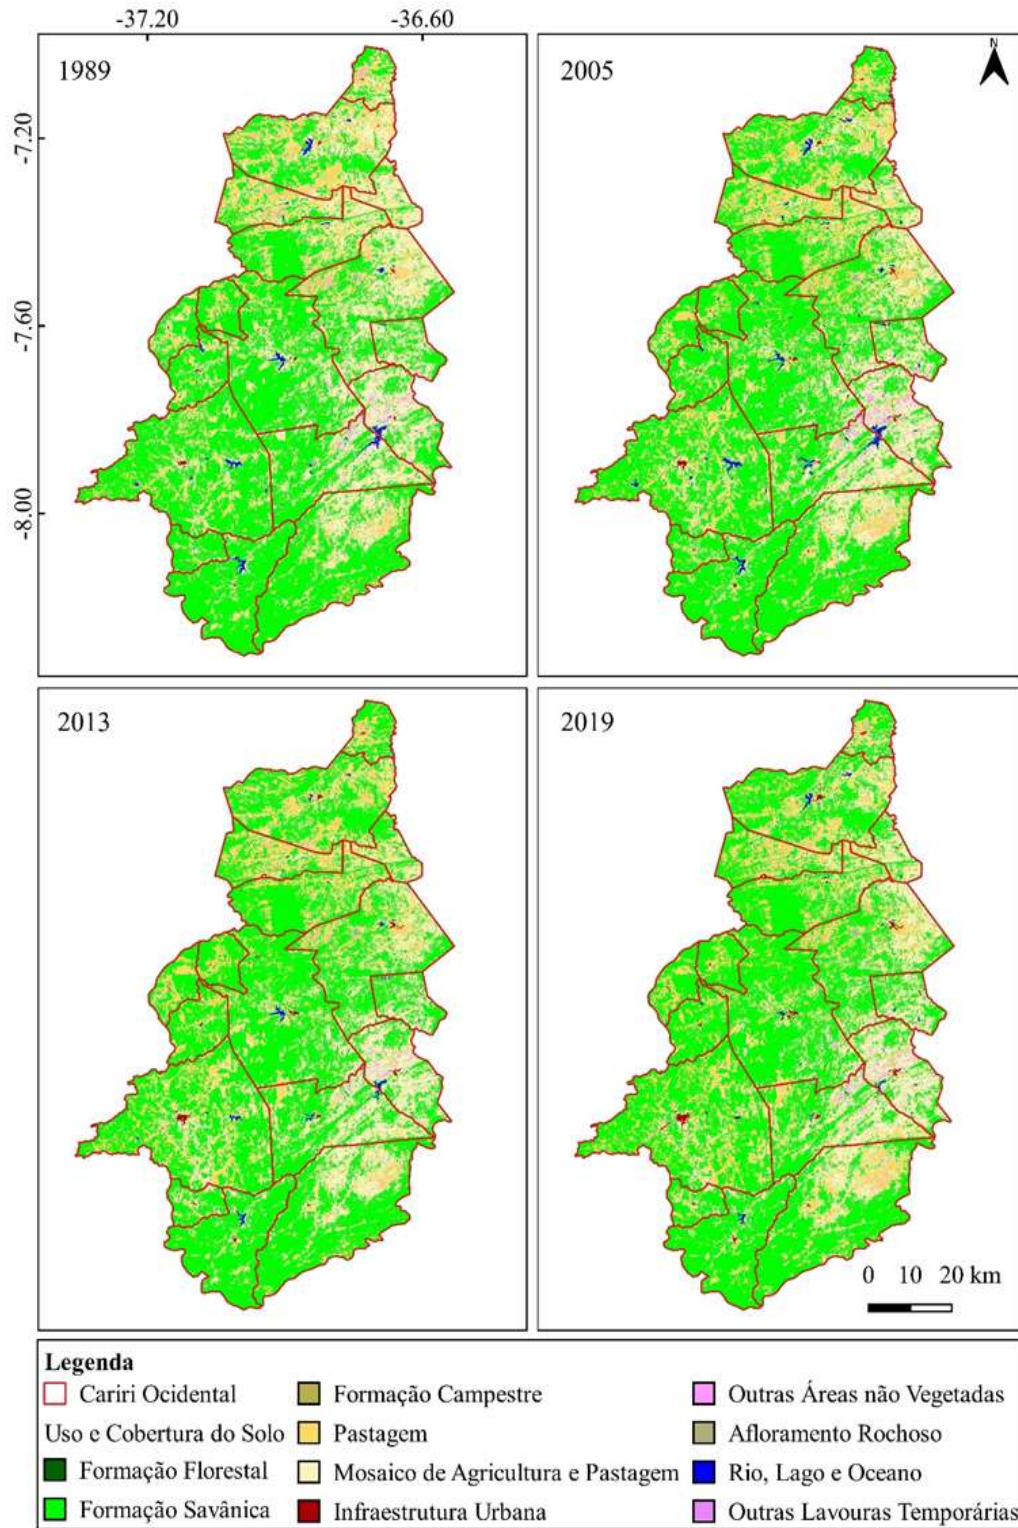 -37.20 -36.60
1989
2005
N
-7.20
-7.60
-8.00
2013
2019
0 10 20 km
Legenda
Cariri Ocidental
Uso e Cobertura do Solo
Formação Florestal
Formação Savânica
Formação Campestre
Pastagem
Mosaico de Agricultura e Pastagem
Infraestrutura Urbana
Outras Áreas não Vegetadas
Afloramento Rochoso
Rio, Lago e Oceano
Outras Lavouras Temporárias